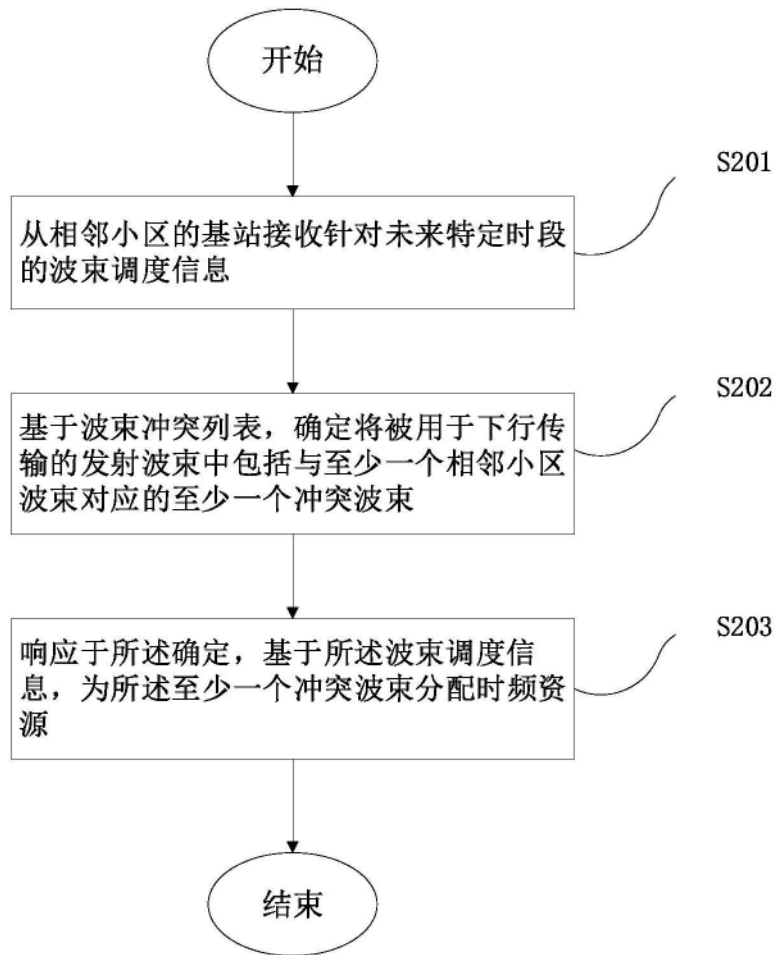 开始
S201
从相邻小区的基站接收针对未来特定时段
的波束调度信息
S202
基于波束冲突列表，确定将被用于下行传
输的发射波束中包括与至少一个相邻小区
波束对应的至少一个冲突波束
S203
响应于所述确定，基于所述波束调度信
息，为所述至少一个冲突波束分配时频资
源
结束